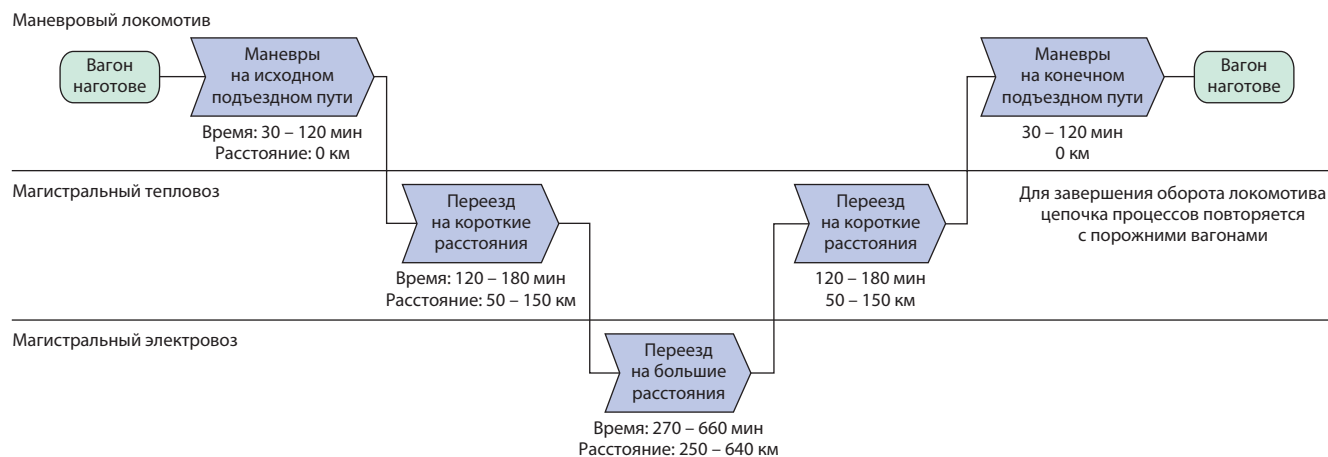 Маневровый локомотив
Вагон
наготове
Маневры
на исходном
подъездном пути
Время: 30 – 120 мин
Расстояние: 0 км
Маневры
на конечном
подъездном пути
30 – 120 мин
0 км
Вагон
наготове
Магистральный тепловоз
Переезд
на короткие
расстояния
Время: 120 – 180 мин
Расстояние: 50 – 150 км
Переезд
на короткие
расстояния
120 – 180 мин
50 – 150 км
Для завершения оборота локомотива
цепочка процессов повторяется
с порожними вагонами
Магистральный электровоз
Переезд
на большие
расстояния
Время: 270 – 660 мин
Расстояние: 250 – 640 км